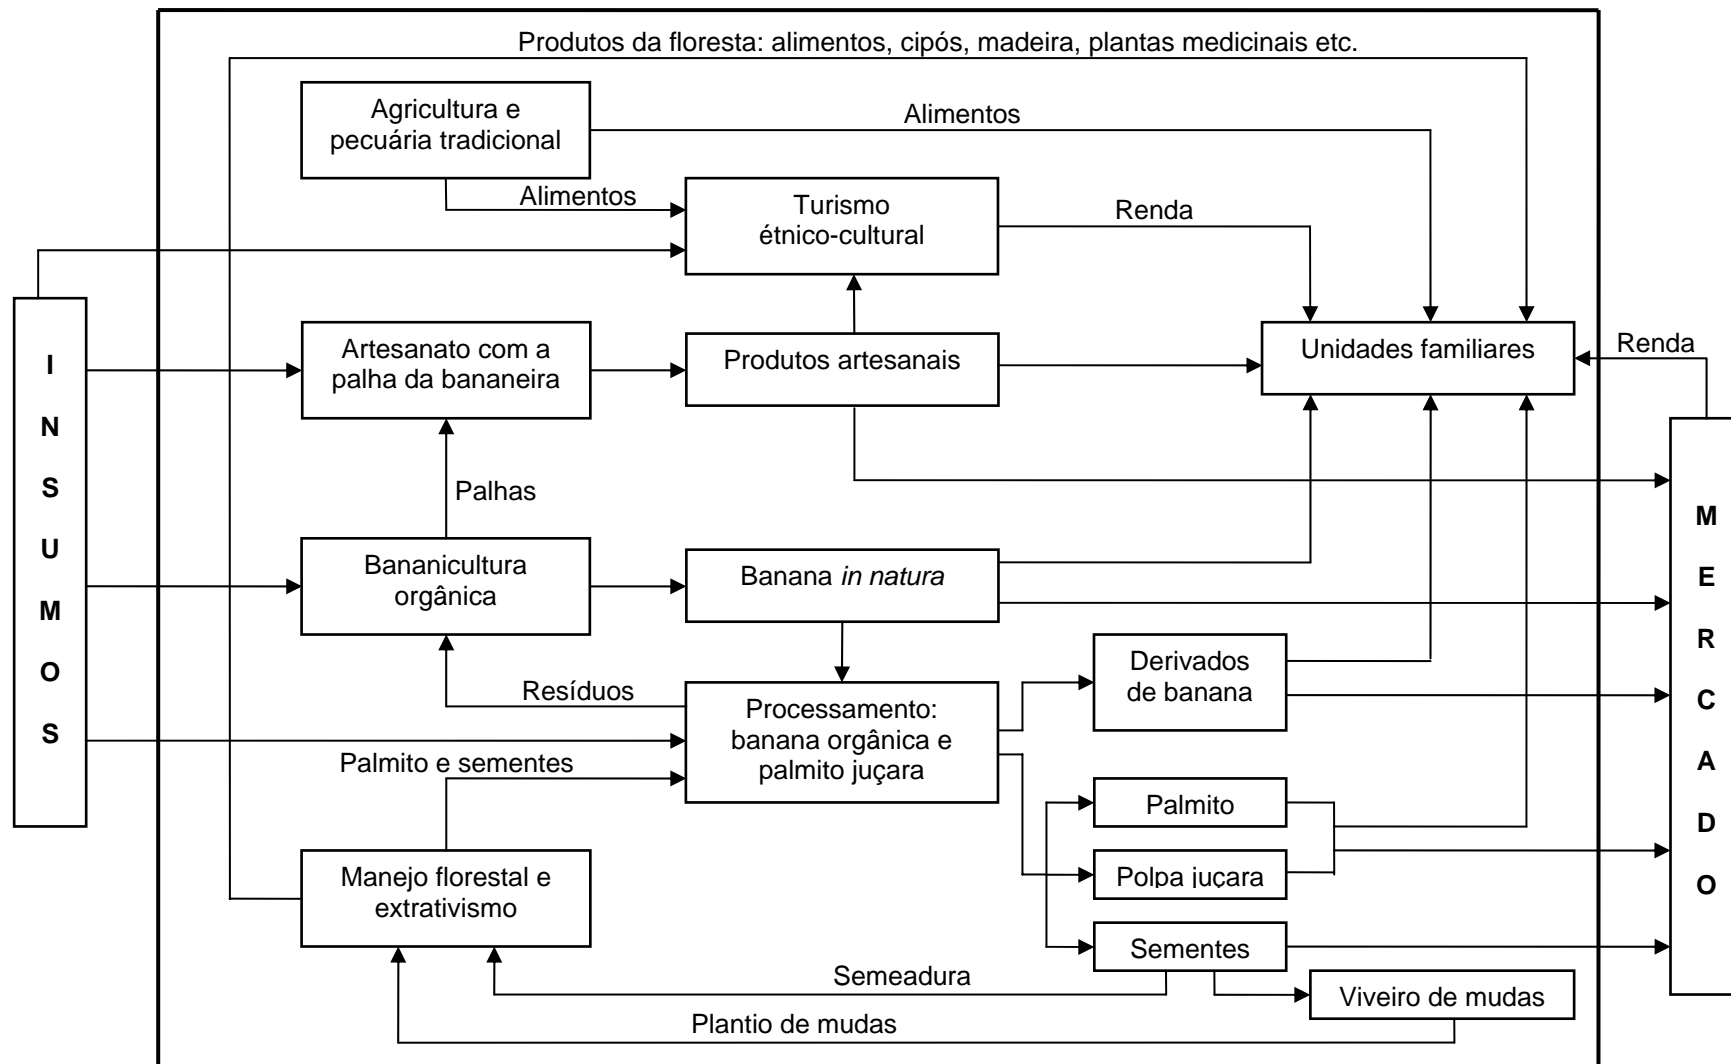 Produtos da floresta: alimentos, cipós, madeira, plantas medicinais etc.
Agricultura e
pecuária tradicional
Alimentos
Alimentos
Turismo
étnico-cultural
Renda
I
N
S
U
M
O
S
Artesanato com a
palha da bananeira
Produtos artesanais
Unidades familiares
Renda
Palhas
Bananicultura
orgânica
Banana in natura
M
E
R
C
A
D
O
Resíduos
Processamento:
banana orgânica e
palmito juçara
Derivados
de banana
Palmito e sementes
Palmito
Polpa juçara
Manejo florestal e
extrativismo
Sementes
Semeadura
Viveiro de mudas
Plantio de mudas